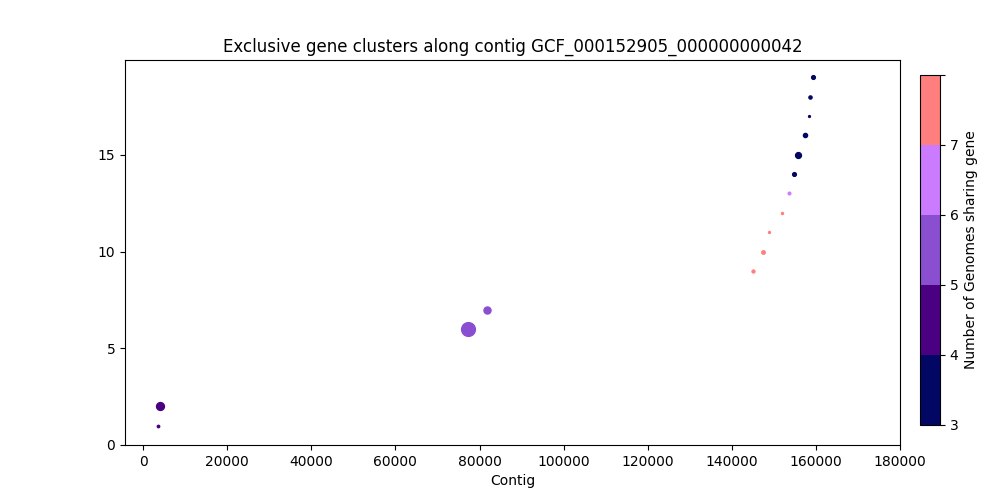 Exclusive gene clusters along contig GCF_000152905_000000000042
15
10
5
0
0 20000 40000 60000 80000 100000 120000 140000 160000 180000
Contig
7
6
5
4
3
Number of Genomes sharing gene